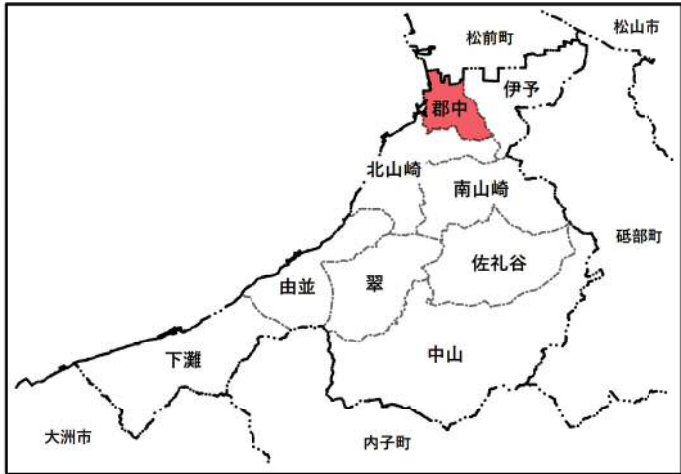 松山市
松前町
伊予
郡中
北山崎
南山崎
砥部町
佐礼谷
翠
由並
中山
下灘
大洲市
内子町